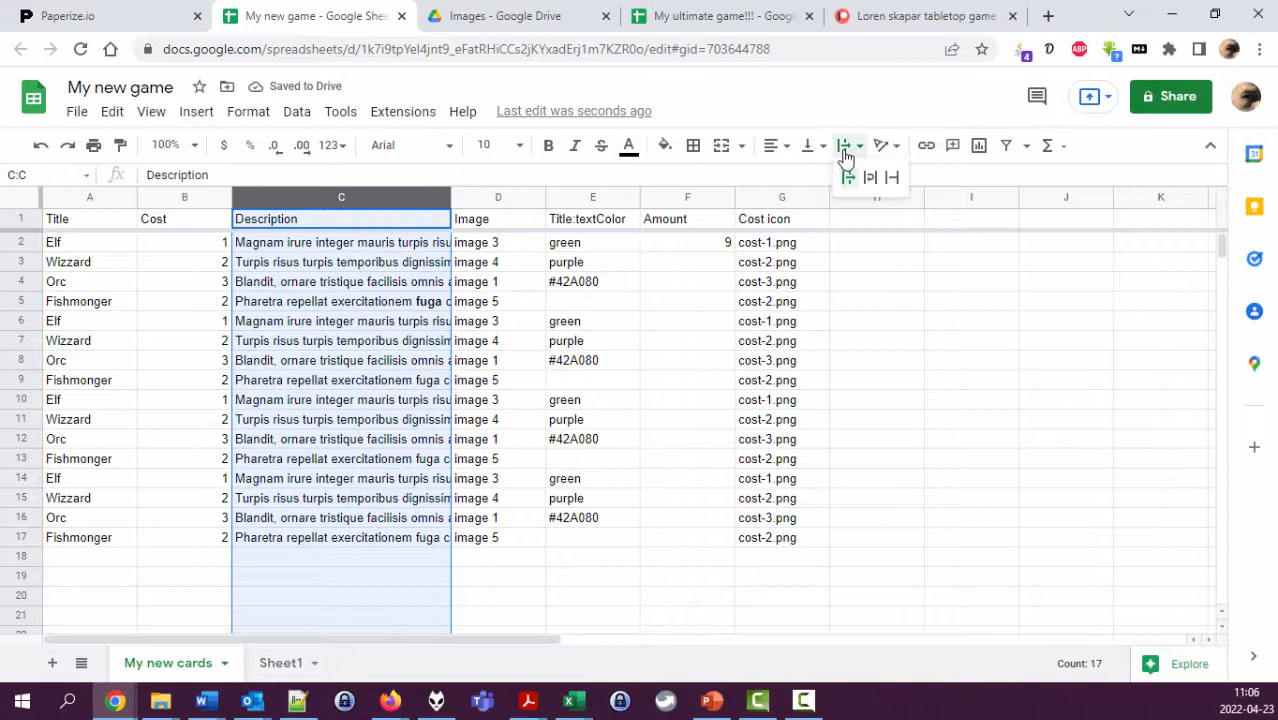 Paperize.io
My new game - Google She
Images - Google Drive
My ultimate game!!! - Googl
Loren skapar tabletop game
docs.google.com/spreadsheets/d/1k7i9tpYel4jnt9_eFatRHiCCs2jKYxadErj1m7KZR0o/edit#gid=703644788
4
ABP
?
My new game
Saved to Drive
File Edit View Insert Format Data Tools Extensions Help Last edit was seconds ago
Share
100% $ % .0 .00 123 Arial 10 B I S A
C:C fx Description
A B C D E F G H I J K
1 Title Cost Description Image Title:textColor Amount Cost icon
2 Elf 1 Magnam irure integer mauris turpis risu image 3 green 9 cost-1.png
3 Wizzard 2 Turpis risus turpis temporibus dignissim image 4 purple cost-2.png
4 Orc 3 Blandit, ornare tristique facilisis omnis a image 1 #42A080 cost-3.png
5 Fishmonger 2 Pharetra repellat exercitationem fuga c image 5 cost-2.png
6 Elf 1 Magnam irure integer mauris turpis risu image 3 green cost-1.png
7 Wizzard 2 Turpis risus turpis temporibus dignissim image 4 purple cost-2.png
8 Orc 3 Blandit, ornare tristique facilisis omnis a image 1 #42A080 cost-3.png
9 Fishmonger 2 Pharetra repellat exercitationem fuga c image 5 cost-2.png
10 Elf 1 Magnam irure integer mauris turpis risu image 3 green cost-1.png
11 Wizzard 2 Turpis risus turpis temporibus dignissim image 4 purple cost-2.png
12 Orc 3 Blandit, ornare tristique facilisis omnis a image 1 #42A080 cost-3.png
13 Fishmonger 2 Pharetra repellat exercitationem fuga c image 5 cost-2.png
14 Elf 1 Magnam irure integer mauris turpis risu image 3 green cost-1.png
15 Wizzard 2 Turpis risus turpis temporibus dignissim image 4 purple cost-2.png
16 Orc 3 Blandit, ornare tristique facilisis omnis a image 1 #42A080 cost-3.png
17 Fishmonger 2 Pharetra repellat exercitationem fuga c image 5 cost-2.png
18
19
20
21
My new cards Sheet1 Count: 17 Explore
11:06
2022-04-23